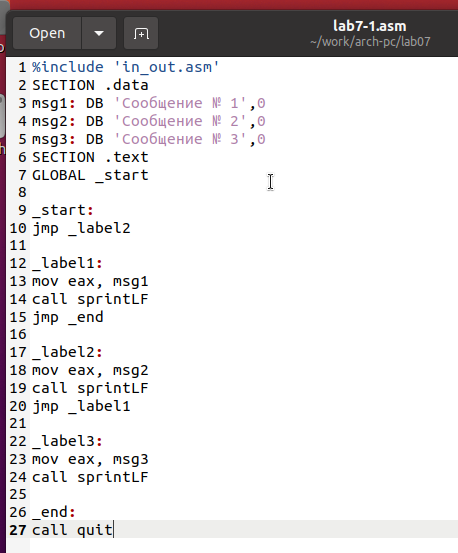 Open
lab7-1.asm
~/work/arch-pc/lab07
1 %include 'in_out.asm'
2 SECTION .data
3 msg1: DB 'Сообщение № 1',0
4 msg2: DB 'Сообщение № 2',0
5 msg3: DB 'Сообщение № 3',0
6 SECTION .text
7 GLOBAL _start
8
9 _start:
10 jmp _label2
11
12 _label1:
13 mov eax, msg1
14 call sprintLF
15 jmp _end
16
17 _label2:
18 mov eax, msg2
19 call sprintLF
20 jmp _label1
21
22 _label3:
23 mov eax, msg3
24 call sprintLF
25
26 _end:
27 call quit